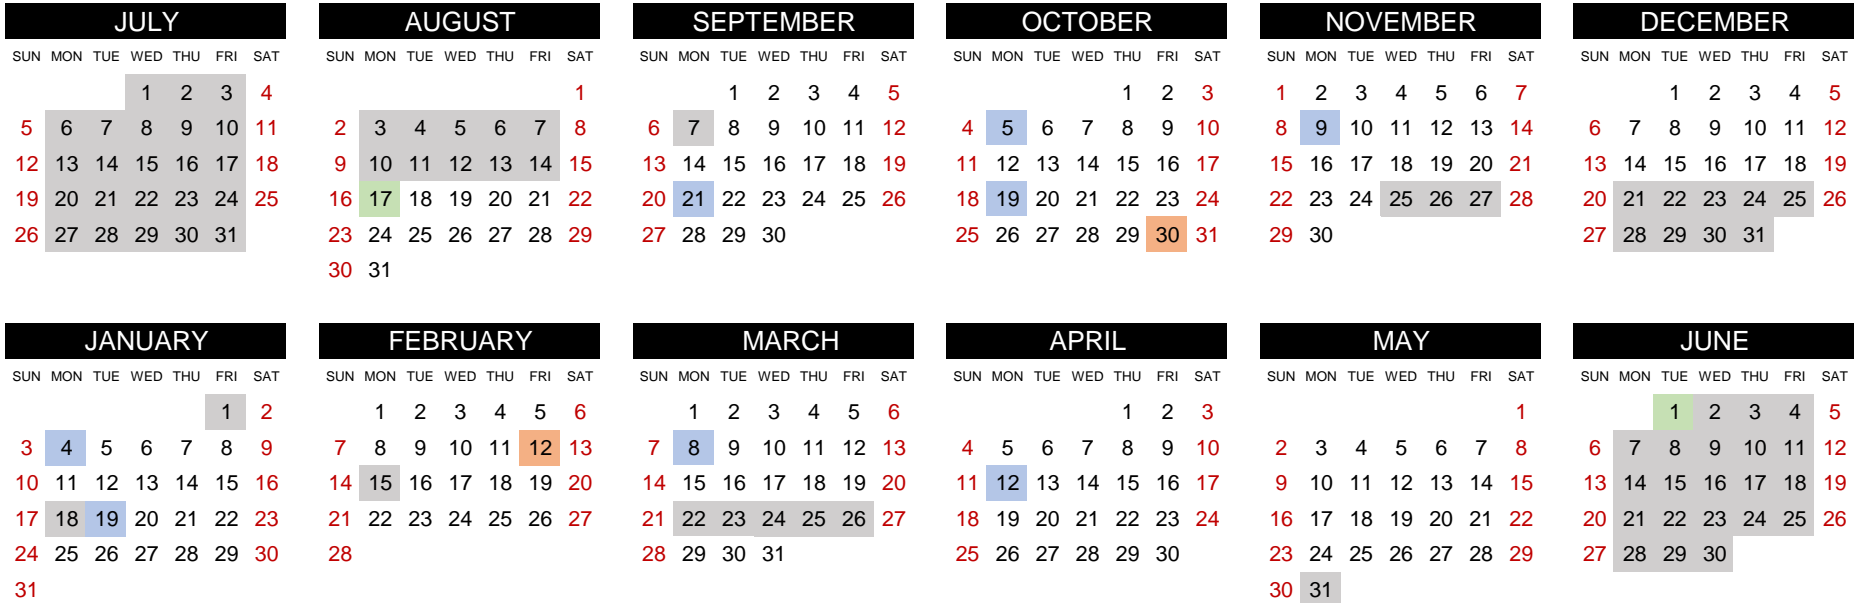 JULY AUGUST SEPTEMBER OCTOBER NOVEMBER DECEMBER
SUN MON TUE WED THU FRI SAT SUN MON TUE WED THU FRI SAT SUN MON TUE WED THU FRI SAT SUN MON TUE WED THU FRI SAT SUN MON TUE WED THU FRI SAT SUN MON TUE WED THU FRI SAT
1 2 3 4 1 1 2 3 4 5 1 2 3 1 2 3 4 5 6 7 1 2 3 4 5
5 6 7 8 9 10 11 2 3 4 5 6 7 8 6 7 8 9 10 11 12 4 5 6 7 8 9 10 8 9 10 11 12 13 14 6 7 8 9 10 11 12
12 13 14 15 16 17 18 9 10 11 12 13 14 15 13 14 15 16 17 18 19 11 12 13 14 15 16 17 15 16 17 18 19 20 21 13 14 15 16 17 18 19
19 20 21 22 23 24 25 16 17 18 19 20 21 22 20 21 22 23 24 25 26 18 19 20 21 22 23 24 22 23 24 25 26 27 28 20 21 22 23 24 25 26
26 27 28 29 30 31 23 24 25 26 27 28 29 27 28 29 30 25 26 27 28 29 30 31 29 30 27 28 29 30 31
30 31
JANUARY FEBRUARY MARCH APRIL MAY JUNE
SUN MON TUE WED THU FRI SAT SUN MON TUE WED THU FRI SAT SUN MON TUE WED THU FRI SAT SUN MON TUE WED THU FRI SAT SUN MON TUE WED THU FRI SAT SUN MON TUE WED THU FRI SAT
1 2 1 2 3 4 5 6 1 2 3 4 5 6 1 2 3 1 1 2 3 4 5
3 4 5 6 7 8 9 7 8 9 10 11 12 13 7 8 9 10 11 12 13 4 5 6 7 8 9 10 2 3 4 5 6 7 8 6 7 8 9 10 11 12
10 11 12 13 14 15 16 14 15 16 17 18 19 20 14 15 16 17 18 19 20 11 12 13 14 15 16 17 9 10 11 12 13 14 15 13 14 15 16 17 18 19
17 18 19 20 21 22 23 21 22 23 24 25 26 27 21 22 23 24 25 26 27 18 19 20 21 22 23 24 16 17 18 19 20 21 22 20 21 22 23 24 25 26
24 25 26 27 28 29 30 28 28 29 30 31 25 26 27 28 29 30 23 24 25 26 27 28 29 27 28 29 30
31 30 31